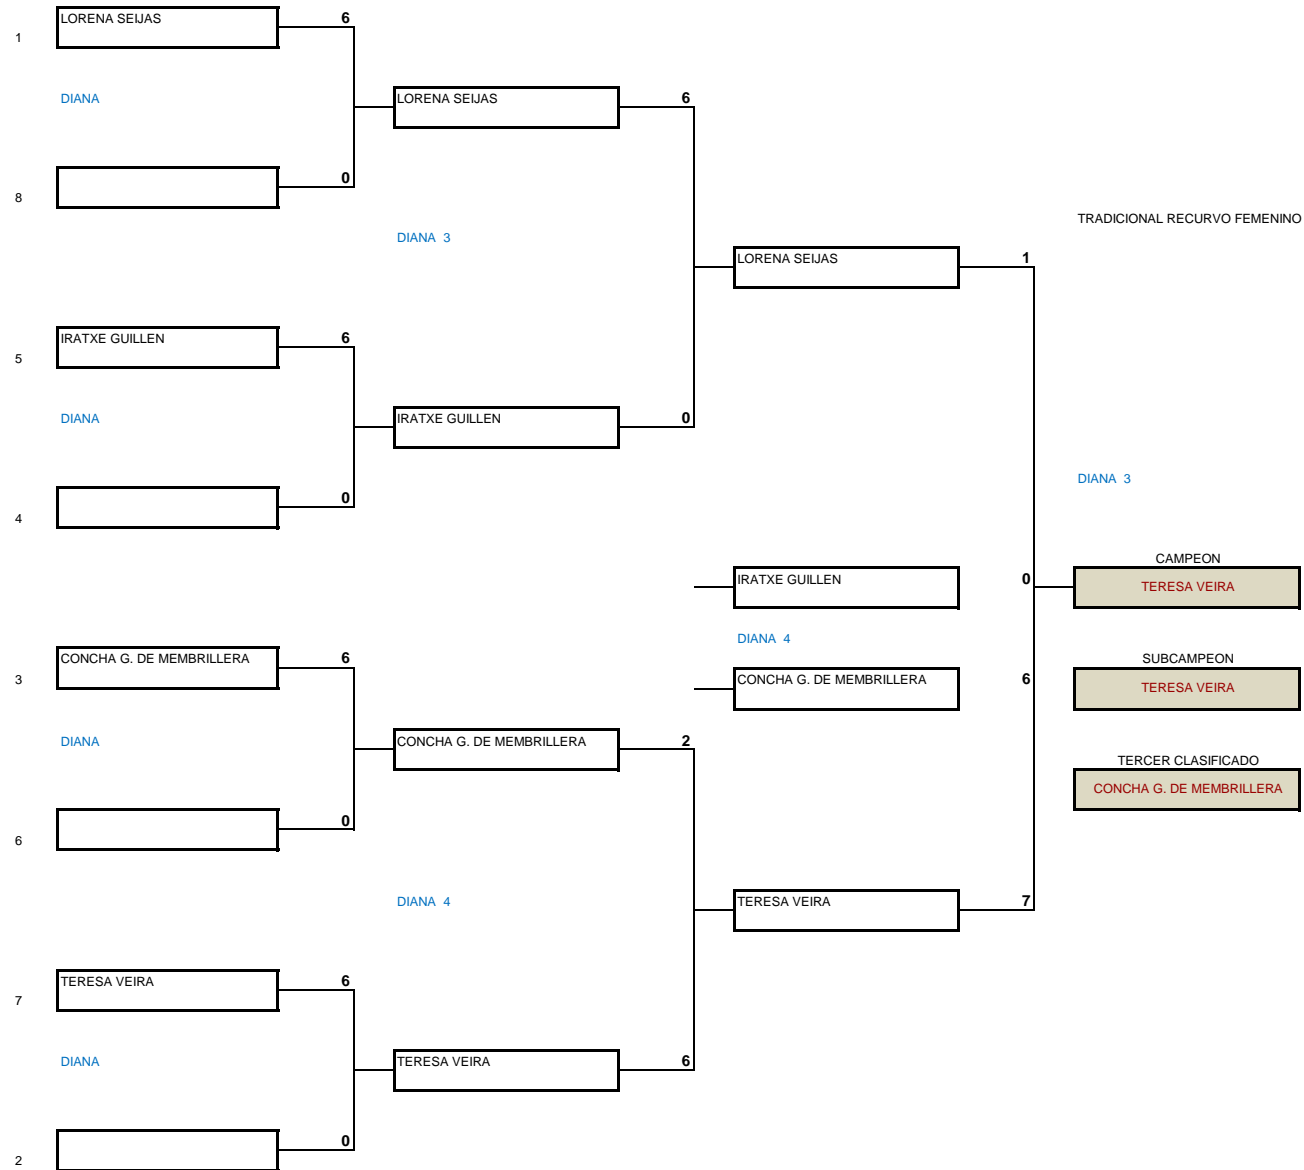 LORENA SEIJAS 6
1
DIANA
LORENA SEIJAS 6
0
8
TRADICIONAL RECURVO FEMENINO
DIANA 3
LORENA SEIJAS 1
IRATXE GUILLEN 6
5
DIANA
IRATXE GUILLEN 0
DIANA 3
0
4
CAMPEON
IRATXE GUILLEN 0
TERESA VEIRA
DIANA 4
CONCHA G. DE MEMBRILLERA 6
3
SUBCAMPEON
CONCHA G. DE MEMBRILLERA 6
TERESA VEIRA
DIANA
CONCHA G. DE MEMBRILLERA 2
TERCER CLASIFICADO
CONCHA G. DE MEMBRILLERA
0
6
DIANA 4
TERESA VEIRA 7
TERESA VEIRA 6
7
DIANA
TERESA VEIRA 6
0
2